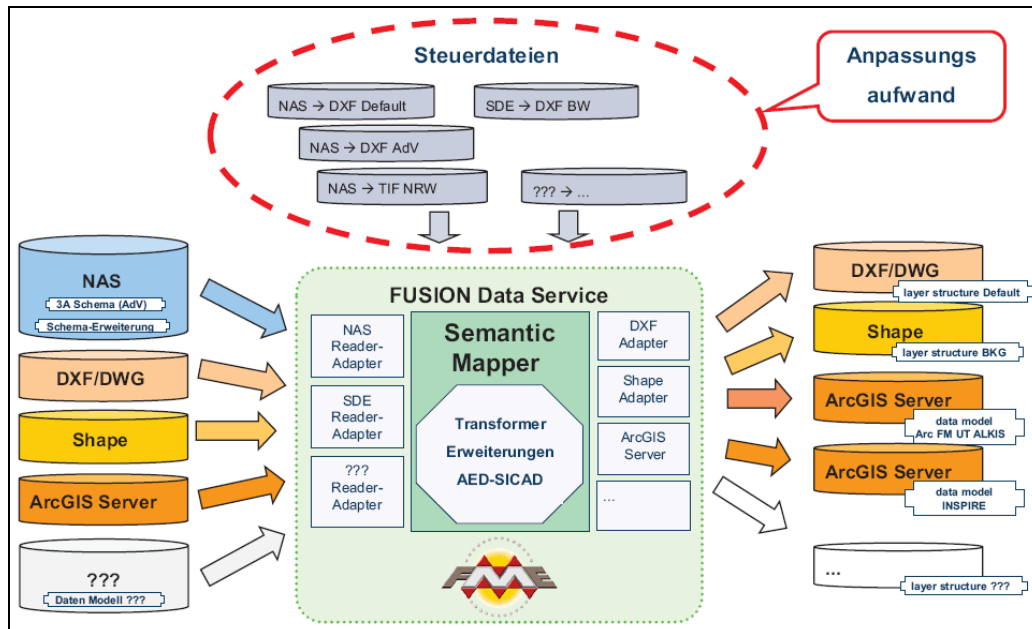 Steuerdateien
Anpassungs
aufwand
NAS → DXF Default
SDE → DXF BW
NAS → DXF AdV
NAS → TIF NRW
??? → ...
NAS
3A Schema (AdV)
Schema-Erweiterung
DXF/DWG
Shape
ArcGIS Server
???
Daten Modell ???
FUSION Data Service
NAS
Reader-
Adapter
SDE
Reader-
Adapter
???
Reader-
Adapter
Semantic
Mapper
Transformer
Erweiterungen
AED-SICAD
DXF
Adapter
Shape
Adapter
ArcGIS
Server
...
FME
DXF/DWG
layer structure Default
Shape
layer structure BKG
ArcGIS Server
data model
Arc FM UT ALKIS
ArcGIS Server
data model
INSPIRE
...
layer structure ???